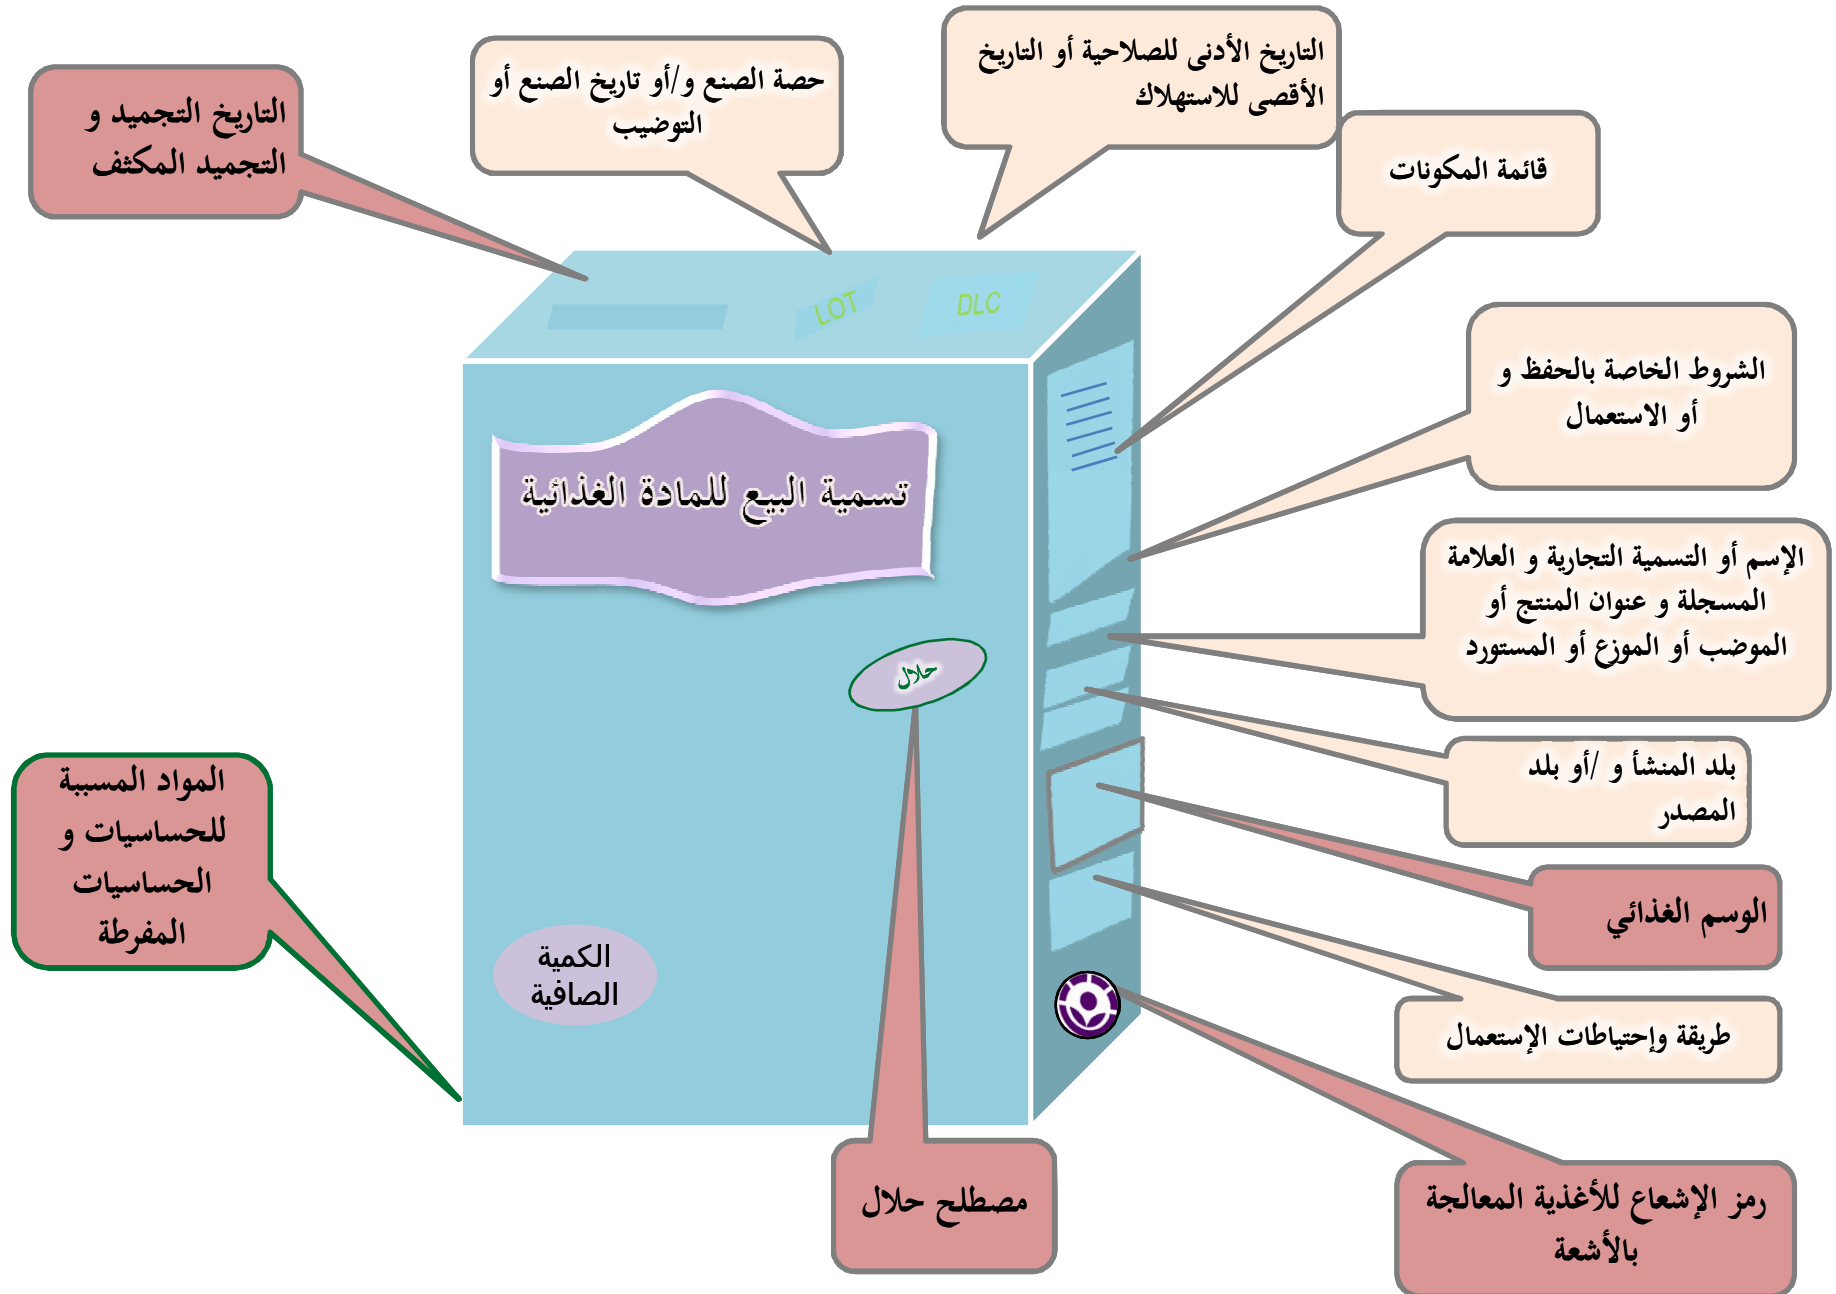 التاريخ الأدنى للصلاحية أو التاريخ
الأقصى للاستهلاك
حصة الصنع و/أو تاريخ الصنع أو
التوضيب
التاريخ التجميد و
التجميد المكثف
قائمة المكونات
LOT
DLC
الشروط الخاصة بالحفظ و
أو الاستعمال
تسمية البيع للمادة الغذائية
الإسم أو التسمية التجارية و العلامة
المسجلة و عنوان المنتج أو
الموضب أو الموزع أو المستورد
حلال
بلد المنشأ و /أو بلد
المصدر
المواد المسببة
للحساسيات و
الحساسيات
المفرطة
الوسم الغذائي
الكمية
الصافية
طريقة وإحتياطات الإستعمال
مصطلح حلال
رمز الإشعاع للأغذية المعالجة
بالأشعة